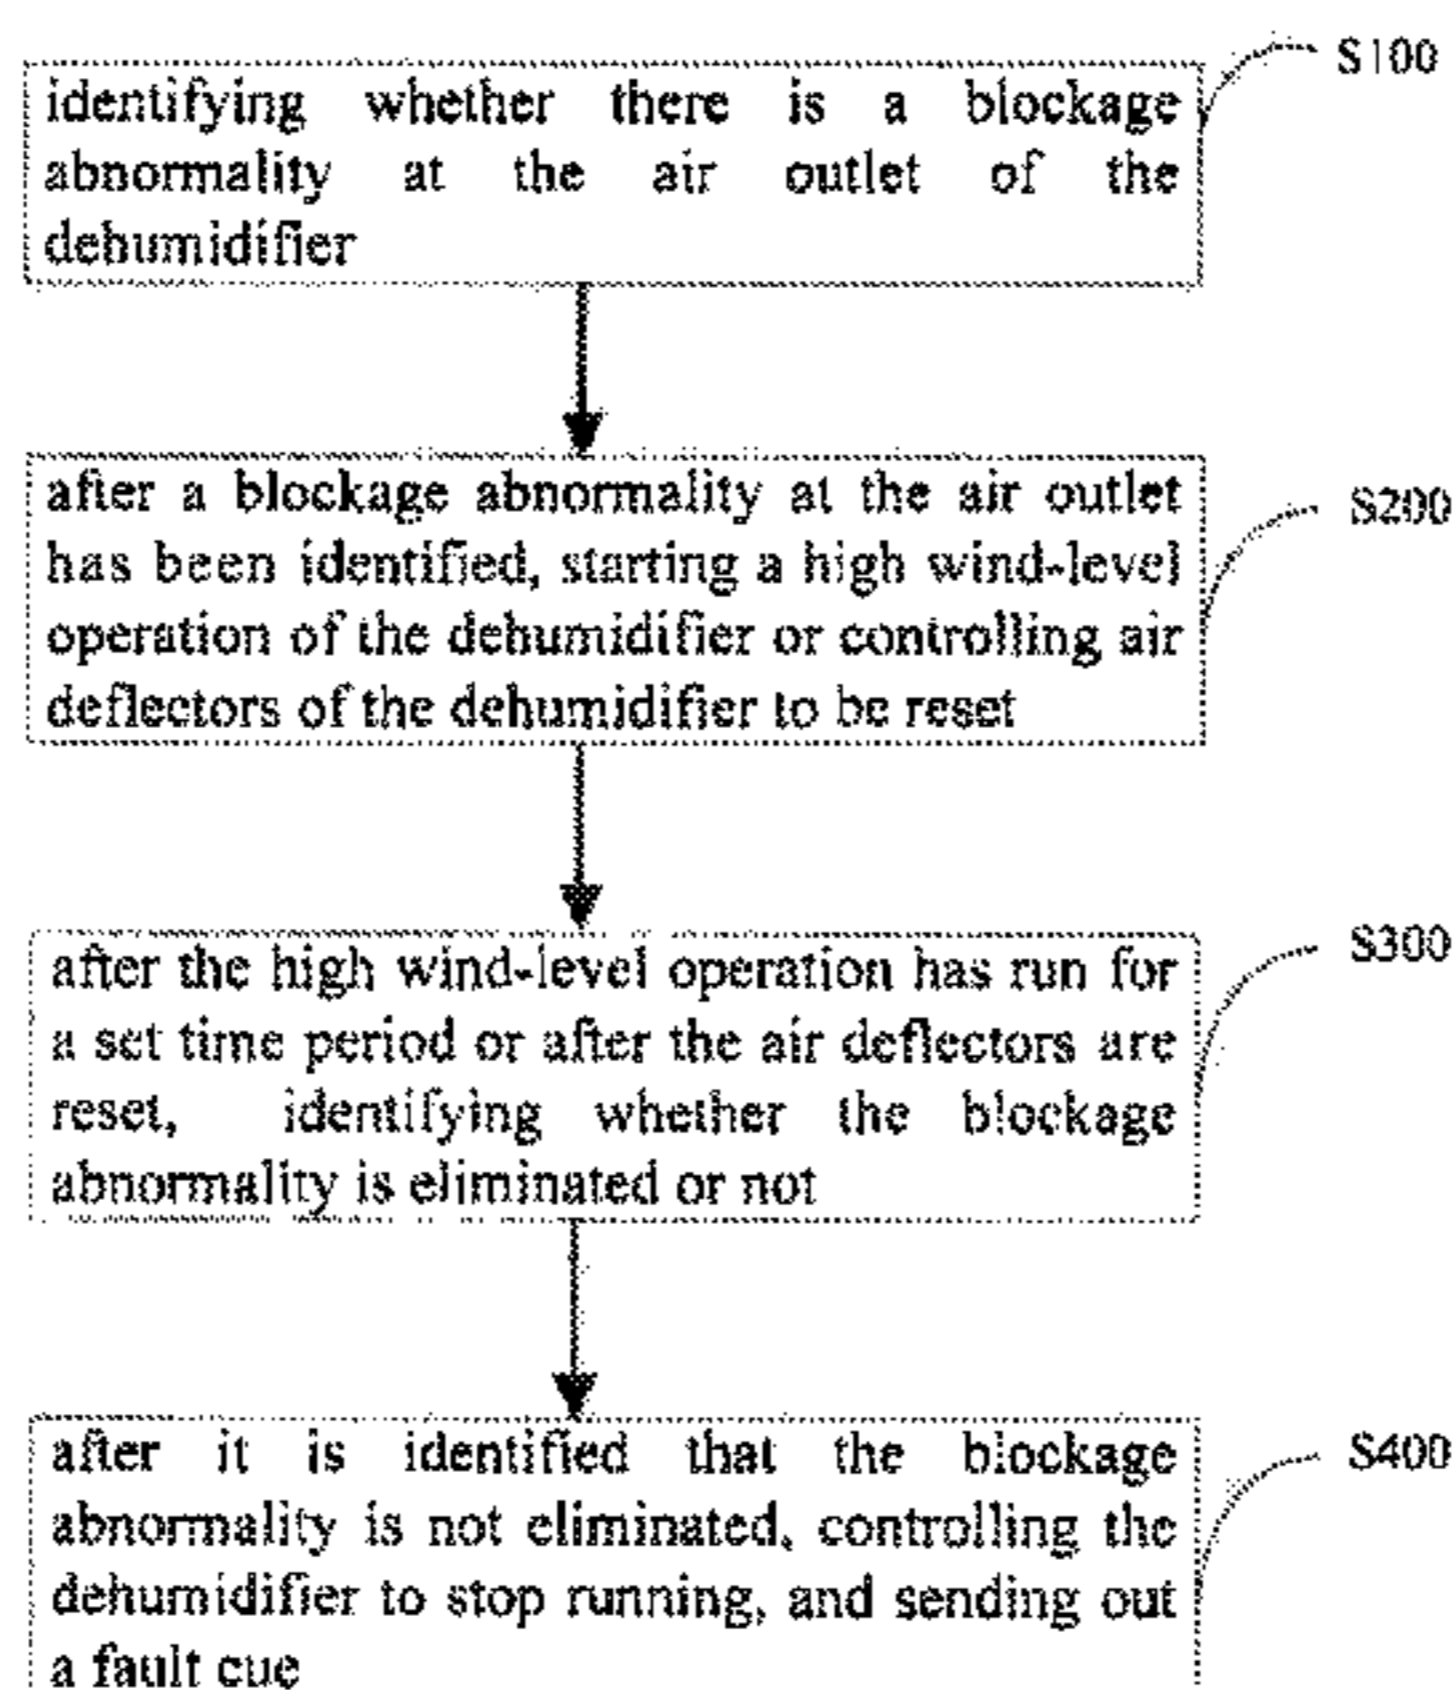 S100
identifying whether there is a blockage
abnormality at the air outlet of the
dehumidifier
after a blockage abnormality at the air outlet
has been identified, starting a high wind-level
operation of the dehumidifier or controlling air
deflectors of the dehumidifier to be reset
S200
after the high wind-level operation has run for
a set time period or after the air deflectors are
reset, identifying whether the blockage
abnormality is eliminated or not
S300
after it is identified that the blockage
abnormality is not eliminated, controlling the
dehumidifier to stop running, and sending out
a fault cue
S400